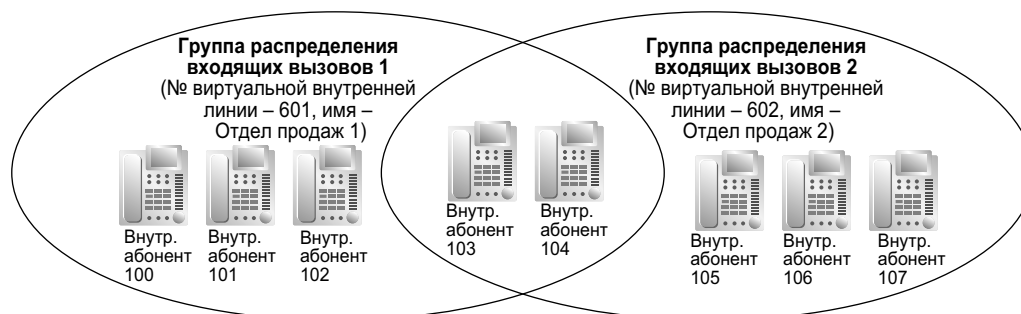 Группа распределения
входящих вызовов 1
(№ виртуальной внутренней
линии – 601, имя –
Отдел продаж 1)
Группа распределения
входящих вызовов 2
(№ виртуальной внутренней
линии – 602, имя –
Отдел продаж 2)
Внутр.
абонент
100
Внутр.
абонент
101
Внутр.
абонент
102
Внутр.
абонент
103
Внутр.
абонент
104
Внутр.
абонент
105
Внутр.
абонент
106
Внутр.
абонент
107